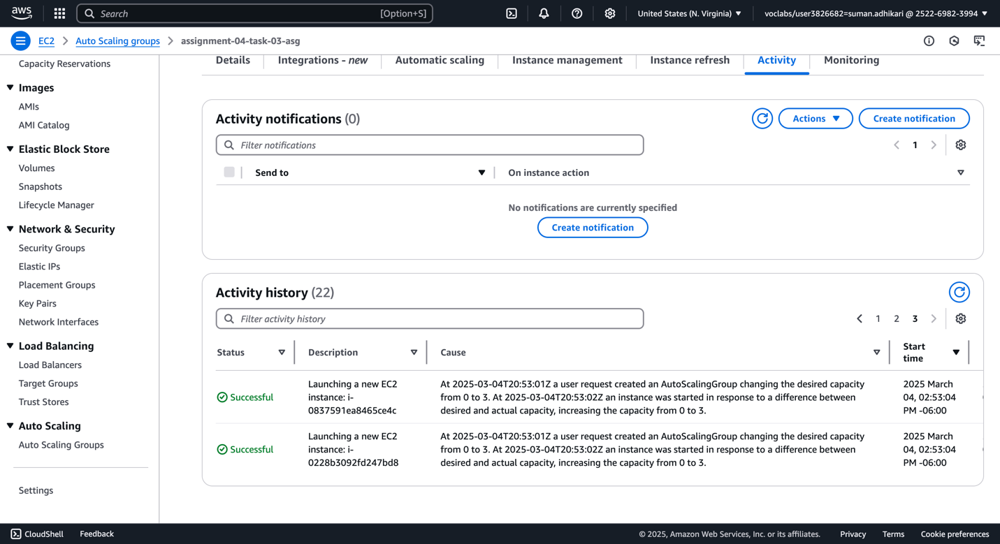 aws
Search [Option+S]
United States (N. Virginia)
voclabs/user3826682=suman.adhikari @ 2522-6982-3994
EC2 > Auto Scaling groups > assignment-04-task-03-asg
Capacity Reservations
Images
AMIs
AMI Catalog
Elastic Block Store
Volumes
Snapshots
Lifecycle Manager
Network & Security
Security Groups
Elastic IPs
Placement Groups
Key Pairs
Network Interfaces
Load Balancing
Load Balancers
Target Groups
Trust Stores
Auto Scaling
Auto Scaling Groups
Settings
Details
Integrations - new
Automatic scaling
Instance management
Instance refresh
Activity
Monitoring
Activity notifications (0)
Actions
Create notification
Filter notifications
1
Send to
On instance action
No notifications are currently specified
Create notification
Activity history (22)
Filter activity history
1 2 3
Status
Description
Cause
Start
time
Successful
Launching a new EC2
instance: i-
0837591ea8465ce4c
At 2025-03-04T20:53:01Z a user request created an AutoScalingGroup changing the desired capacity
from 0 to 3. At 2025-03-04T20:53:02Z an instance was started in response to a difference between
desired and actual capacity, increasing the capacity from 0 to 3.
2025 March
04, 02:53:04
PM -06:00
Successful
Launching a new EC2
instance: i-
0228b3092fd247bd8
At 2025-03-04T20:53:01Z a user request created an AutoScalingGroup changing the desired capacity
from 0 to 3. At 2025-03-04T20:53:02Z an instance was started in response to a difference between
desired and actual capacity, increasing the capacity from 0 to 3.
2025 March
04, 02:53:04
PM -06:00
CloudShell
Feedback
© 2025, Amazon Web Services, Inc. or its affiliates.
Privacy
Terms
Cookie preferences